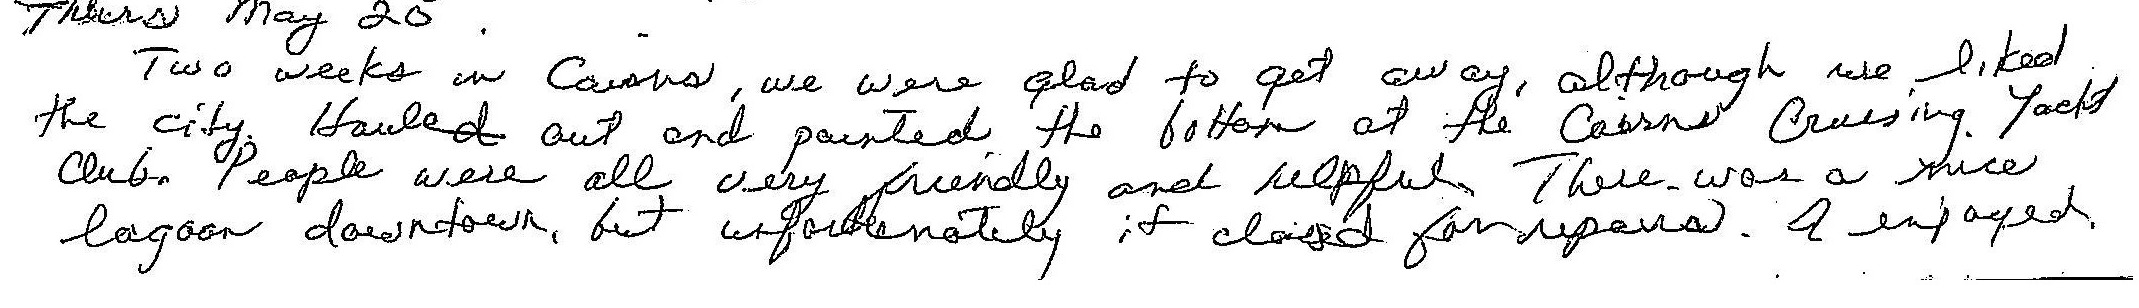 Thurs May 20
Two weeks in Cairns, we were glad to get away, although we liked
the city. Hauled out and painted the bottom at the Cairns Cruising Yacht
Club. People were all very friendly and helpful. There was a nice
lagoon downtown, but unfortunately it closed for repairs. I enjoyed